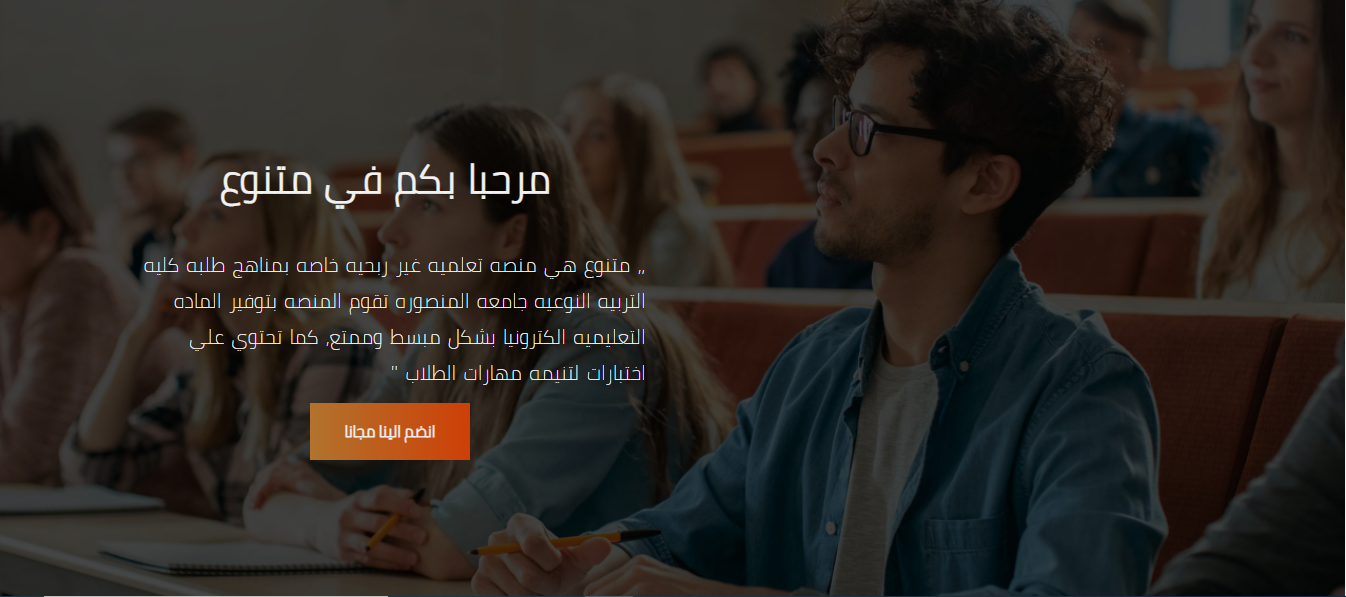 مرحبا بكم في متنوع
,, متنوع هي منصه تعلميه غير ربحيه خاصه بمناهج طلبه كليه
التربيه النوعيه جامعه المنصوره تقوم المنصه بتوفير الماده
التعليميه الكترونيا بشكل مبسط وممتع, كما تحتوي علي
اختبارات لتنيمه مهارات الطلاب "
انضم الينا مجانا